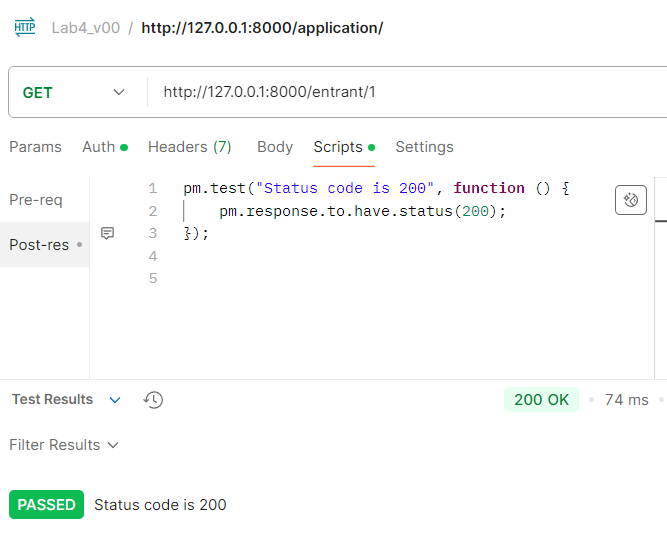 HTTP Lab4_v00 / http://127.0.0.1:8000/application/
GET http://127.0.0.1:8000/entrant/1
Params Auth Headers (7) Body Scripts Settings
Pre-req
Post-res
1 pm.test("Status code is 200", function () {
2 pm.response.to.have.status(200);
3 });
4
5
Test Results 200 OK 74 ms
Filter Results
PASSED Status code is 200